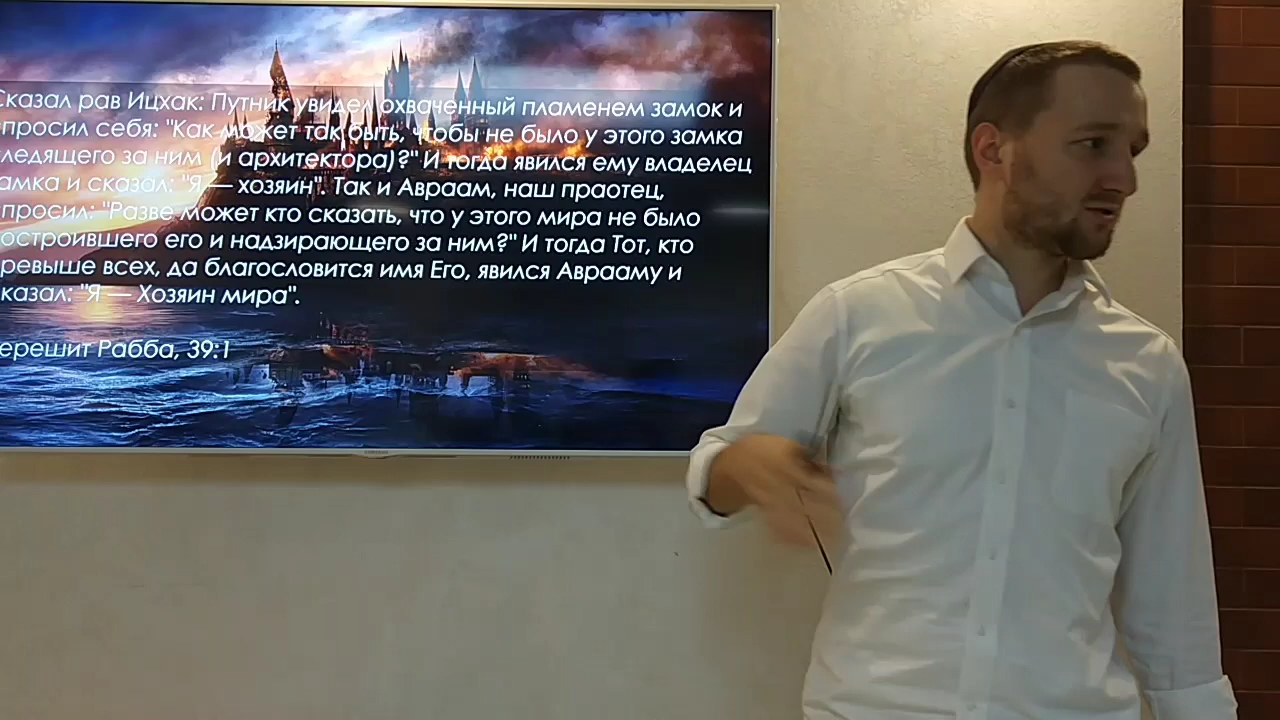 Сказал рав Ицхак: Путник увидел охваченный пламенем замок и
просил себя: "Как может так быть, чтобы не было у этого замка
ледящего за ним (и архитектора)?" И тогда явился ему владелец
амка и сказал: "Я — хозяин". Так и Авраам, наш праотец,
просил: "Разве может кто сказать, что у этого мира не было
остроившего его и надзирающего за ним?" И тогда Тот, кто
ревыше всех, да благословится имя Его, явился Аврааму и
казал: "Я — Хозяин мира".
ерешит Рабба, 39:1